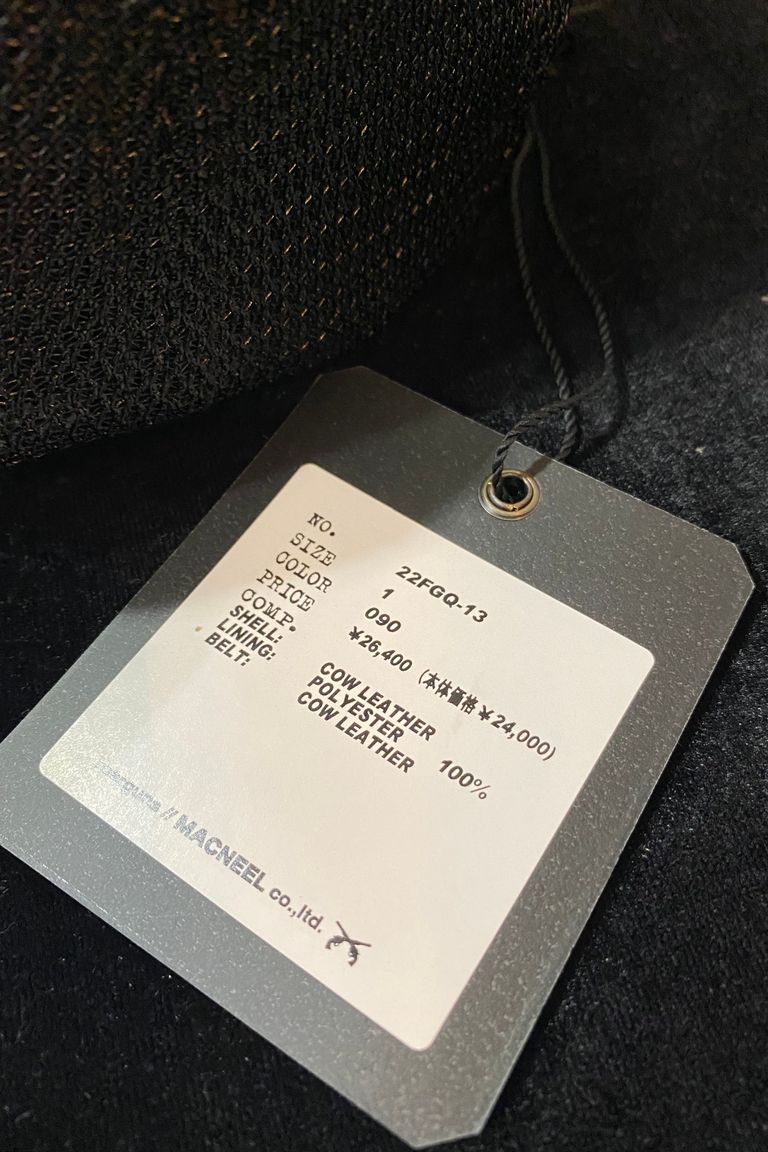 NO. 22FGQ-13
SIZE 1
COLOR 090
PRICE ¥26,400 (本体価格 ¥24,000)
COMP.
SHELL: COW LEATHER
LINING: POLYESTER 100%
BELT: COW LEATHER
// MACNEEL co.,ltd.